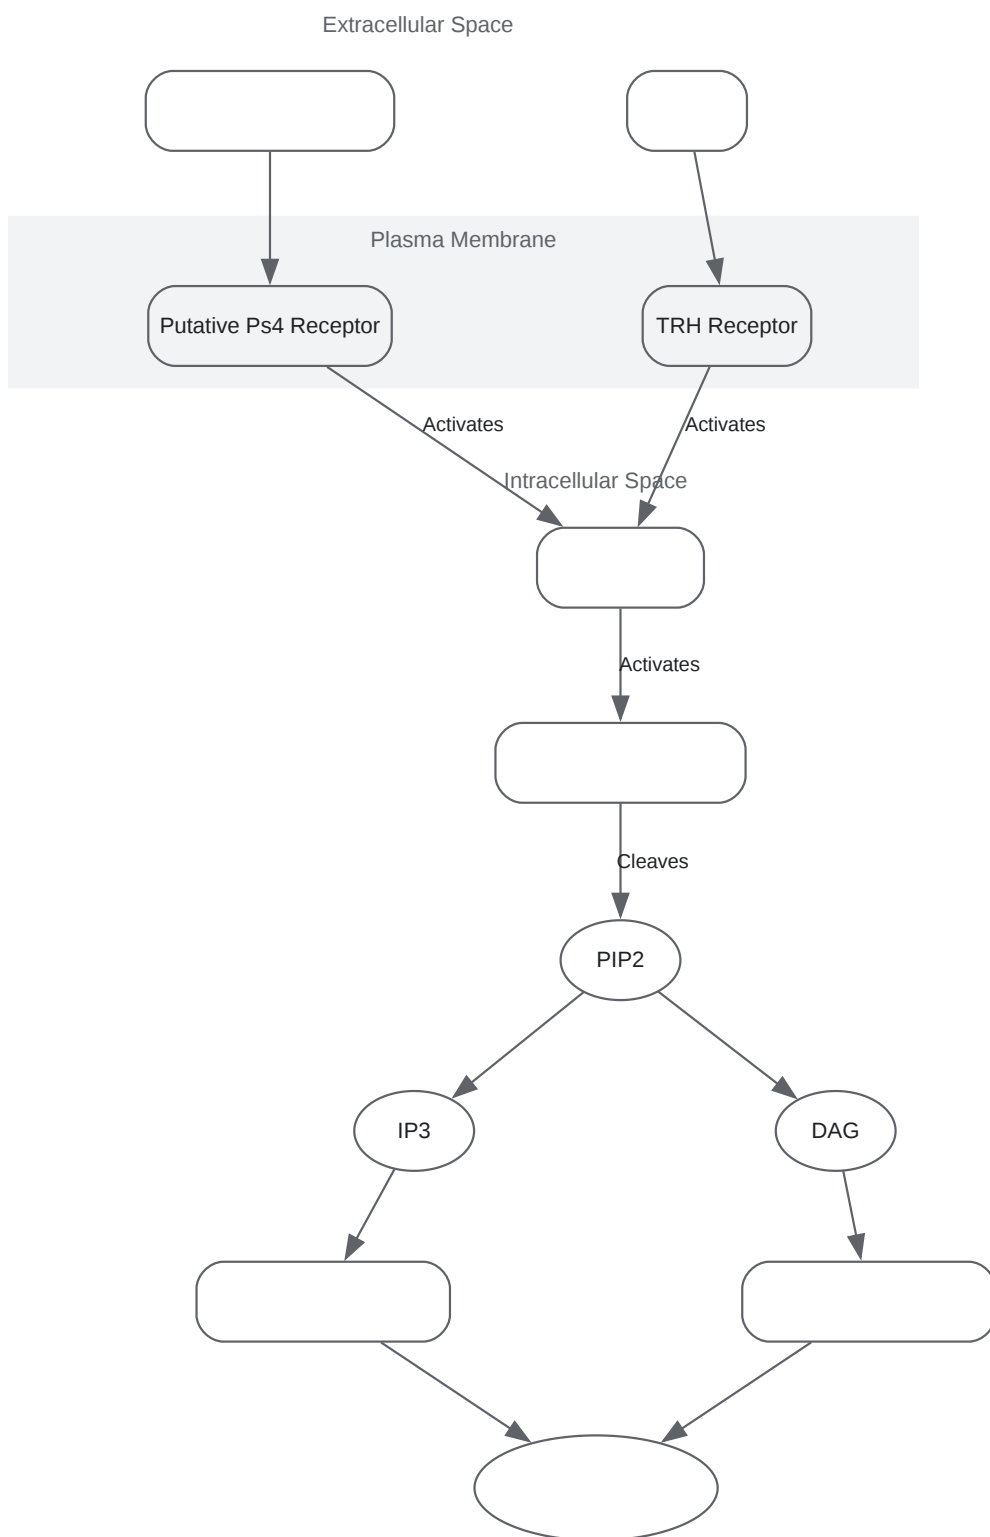 Extracellular Space
Plasma Membrane
Putative Ps4 Receptor
TRH Receptor
Activates
Activates
Intracellular Space
Activates
Cleaves
PIP2
IP3
DAG